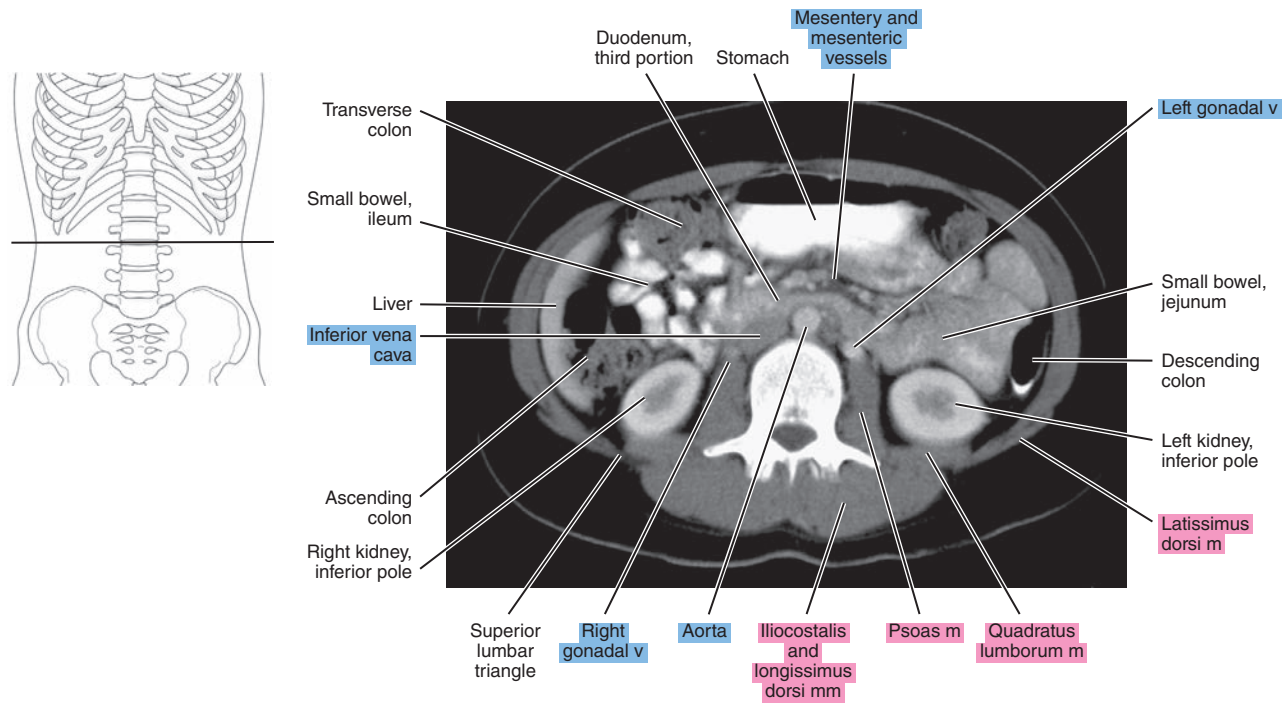 Mesentery and
mesenteric
vessels
Duodenum,
third portion
Stomach
Left gonadal v
Transverse
colon
Small bowel,
ileum
Liver
Inferior vena
cava
Small bowel,
jejunum
Descending
colon
Left kidney,
inferior pole
Ascending
colon
Right kidney,
inferior pole
Latissimus
dorsi m
Superior
lumbar
triangle
Right
gonadal v
Aorta
Iliocostalis
and
longissimus
dorsi mm
Psoas m
Quadratus
lumborum m